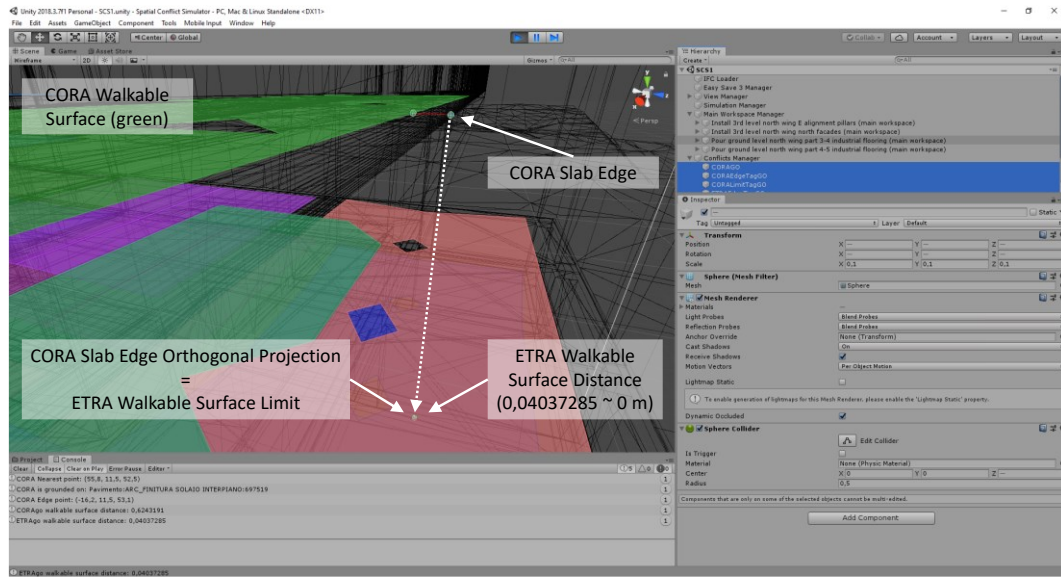 Unity 2018.3.7f1 Personal - SCS1.unity - Spatial Conflict Simulator - PC, Mac & Linux Standalone <DX11>
File Edit Assets GameObject Component Tools Mobile Input Window Help
Center Global
Collab Account Layers Layout
Scene Game Asset Store
Wireframe 2D Gizmos All
CORA Walkable
Surface (green)
y
z
x
Persp
CORA Slab Edge
CORA Slab Edge Orthogonal Projection
=
ETRA Walkable Surface Limit
ETRA Walkable
Surface Distance
(0,04037285 ~ 0 m)
Hierarchy
Create All
SCS1
IFC Loader
Easy Save 3 Manager
View Manager
Simulation Manager
Main Workspace Manager
Install 3rd level north wing E alignment pillars (main workspace)
Install 3rd level north wing north facades (main workspace)
Pour ground level north wing part 3-4 industrial flooring (main workspace)
Pour ground level north wing part 4-5 industrial flooring (main workspace)
Conflicts Manager
CORAGO
CORAEdgeTagGO
CORALimitTagGO
Inspector
— Static
Tag Untagged Layer Default
Transform
Position X — Y — Z —
Rotation X — Y — Z —
Scale X 0,1 Y 0,1 Z 0,1
Sphere (Mesh Filter)
Mesh Sphere
Mesh Renderer
Materials
Light Probes Blend Probes
Reflection Probes Blend Probes
Anchor Override None (Transform)
Cast Shadows On
Receive Shadows
Motion Vectors Per Object Motion
Lightmap Static
To enable generation of lightmaps for this Mesh Renderer, please enable the 'Lightmap Static' property.
Dynamic Occluded
Sphere Collider
Edit Collider
Is Trigger
Material None (Physic Material)
Center X 0 Y 0 Z —
Radius 0,5
Components that are only on some of the selected objects cannot be multi-edited.
Add Component
Project Console
Clear Collapse Clear on Play Error Pause Editor 5 0 0
CORA Nearest point: (55,8, 11,5, 52,5) 1
CORA is grounded on: Pavimento:ARC_FINITURA SOLAIO INTERPIANO:697519 1
CORA Edge point: (-16,2, 11,5, 53,1) 1
CORAgo walkable surface distance: 0,6243191 1
ETRAgo walkable surface distance: 0,04037285 1
ETRAgo walkable surface distance: 0,04037285